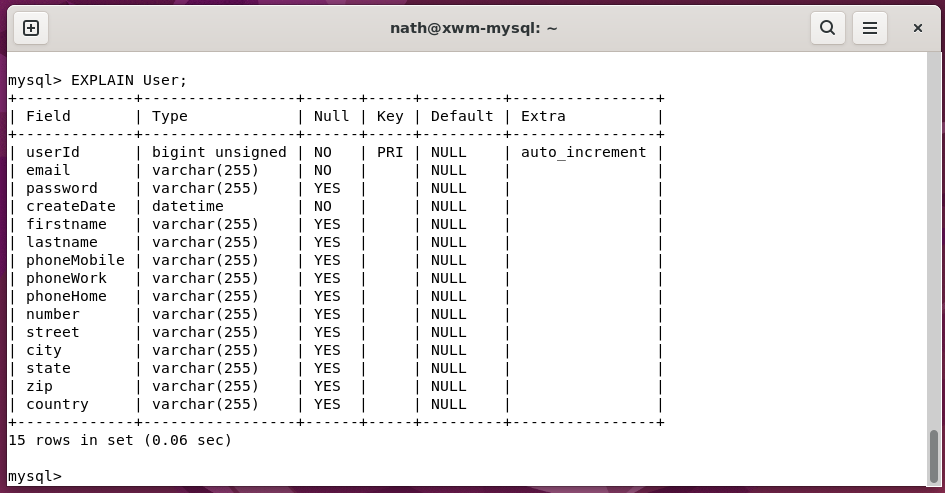 nath@xwm-mysql: ~
mysql> EXPLAIN User;
+-------------+-----------------+------+-----+---------+----------------+
| Field       | Type            | Null | Key | Default | Extra          |
+-------------+-----------------+------+-----+---------+----------------+
| userId      | bigint unsigned | NO   | PRI | NULL    | auto_increment |
| email       | varchar(255)    | NO   |     | NULL    |                |
| password    | varchar(255)    | YES  |     | NULL    |                |
| createDate  | datetime        | NO   |     | NULL    |                |
| firstname   | varchar(255)    | YES  |     | NULL    |                |
| lastname    | varchar(255)    | YES  |     | NULL    |                |
| phoneMobile | varchar(255)    | YES  |     | NULL    |                |
| phoneWork   | varchar(255)    | YES  |     | NULL    |                |
| phoneHome   | varchar(255)    | YES  |     | NULL    |                |
| number      | varchar(255)    | YES  |     | NULL    |                |
| street      | varchar(255)    | YES  |     | NULL    |                |
| city        | varchar(255)    | YES  |     | NULL    |                |
| state       | varchar(255)    | YES  |     | NULL    |                |
| zip         | varchar(255)    | YES  |     | NULL    |                |
| country     | varchar(255)    | YES  |     | NULL    |                |
+-------------+-----------------+------+-----+---------+----------------+
15 rows in set (0.06 sec)
mysql>